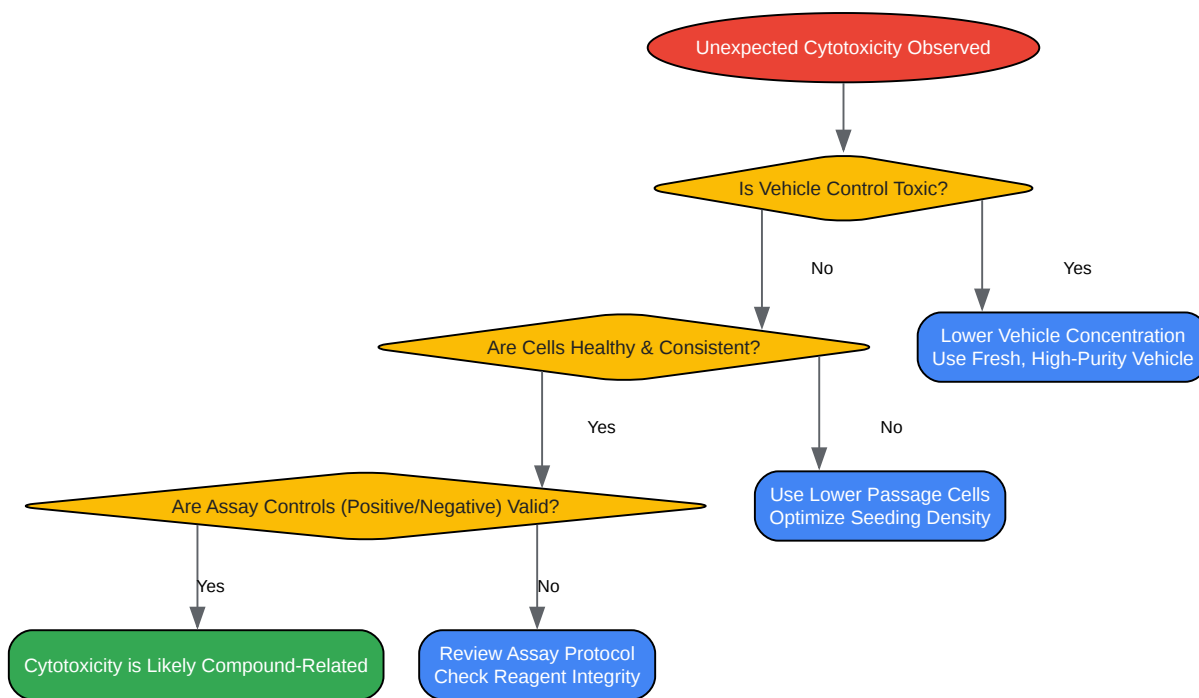 Unexpected Cytotoxicity Observed
Is Vehicle Control Toxic?
No
Yes
Lower Vehicle Concentration
Use Fresh, High-Purity Vehicle
Are Cells Healthy & Consistent?
Yes
No
Use Lower Passage Cells
Optimize Seeding Density
Are Assay Controls (Positive/Negative) Valid?
Yes
No
Cytotoxicity is Likely Compound-Related
Review Assay Protocol
Check Reagent Integrity